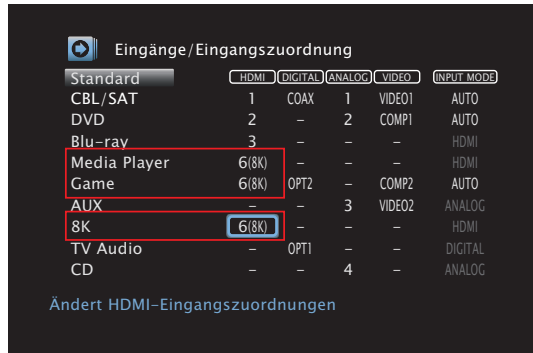 Eingänge/Eingangszuordnung
Standard HDMI DIGITAL ANALOG VIDEO INPUT MODE
CBL/SAT 1 COAX 1 VIDEO1 AUTO
DVD 2 – 2 COMP1 AUTO
Blu-ray 3 – – – HDMI
Media Player 6(8K) – – – HDMI
Game 6(8K) OPT2 – COMP2 AUTO
AUX – – 3 VIDEO2 ANALOG
8K 6(8K) – – – HDMI
TV Audio – OPT1 – – DIGITAL
CD – – 4 – ANALOG
Ändert HDMI-Eingangszuordnungen